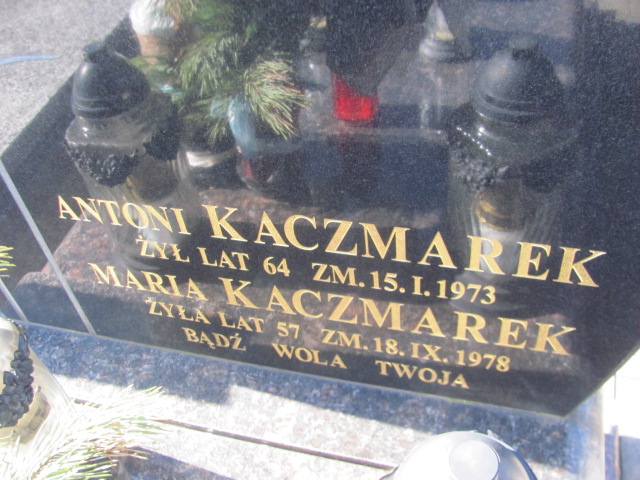 ANTONI KACZMAREK
ŻYŁ LAT 64 ZM. 15. I. 1973
MARIA KACZMAREK
ŻYŁA LAT 57 ZM. 18. IX. 1978
BĄDŹ WOLA TWOJA